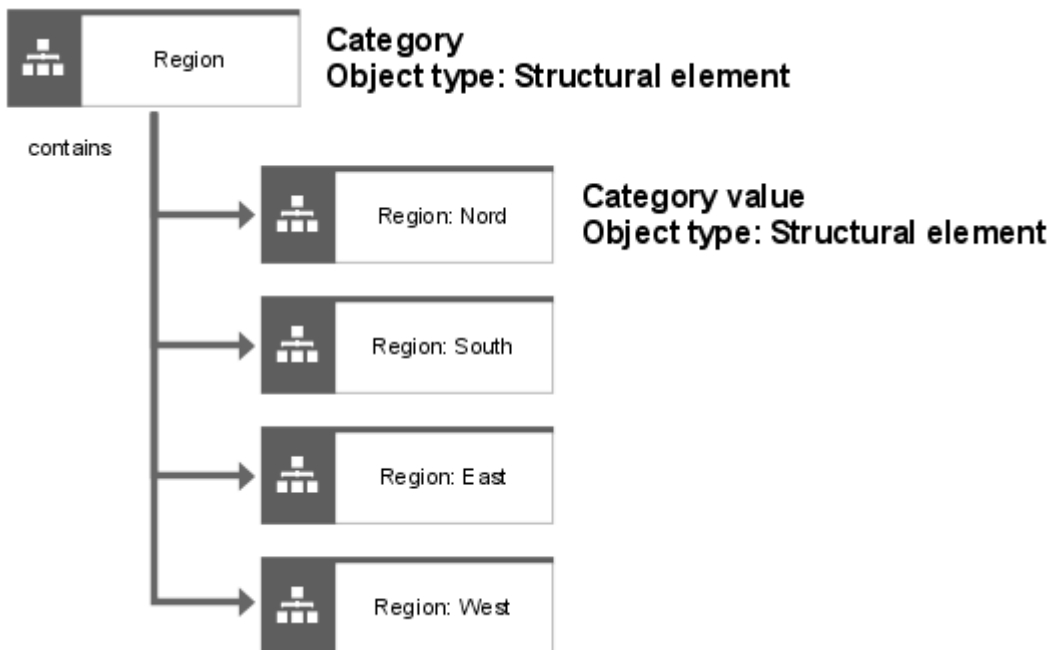 Region
Category
Object type: Structural element
contains
Region: Nord
Category value
Object type: Structural element
Region: South
Region: East
Region: West